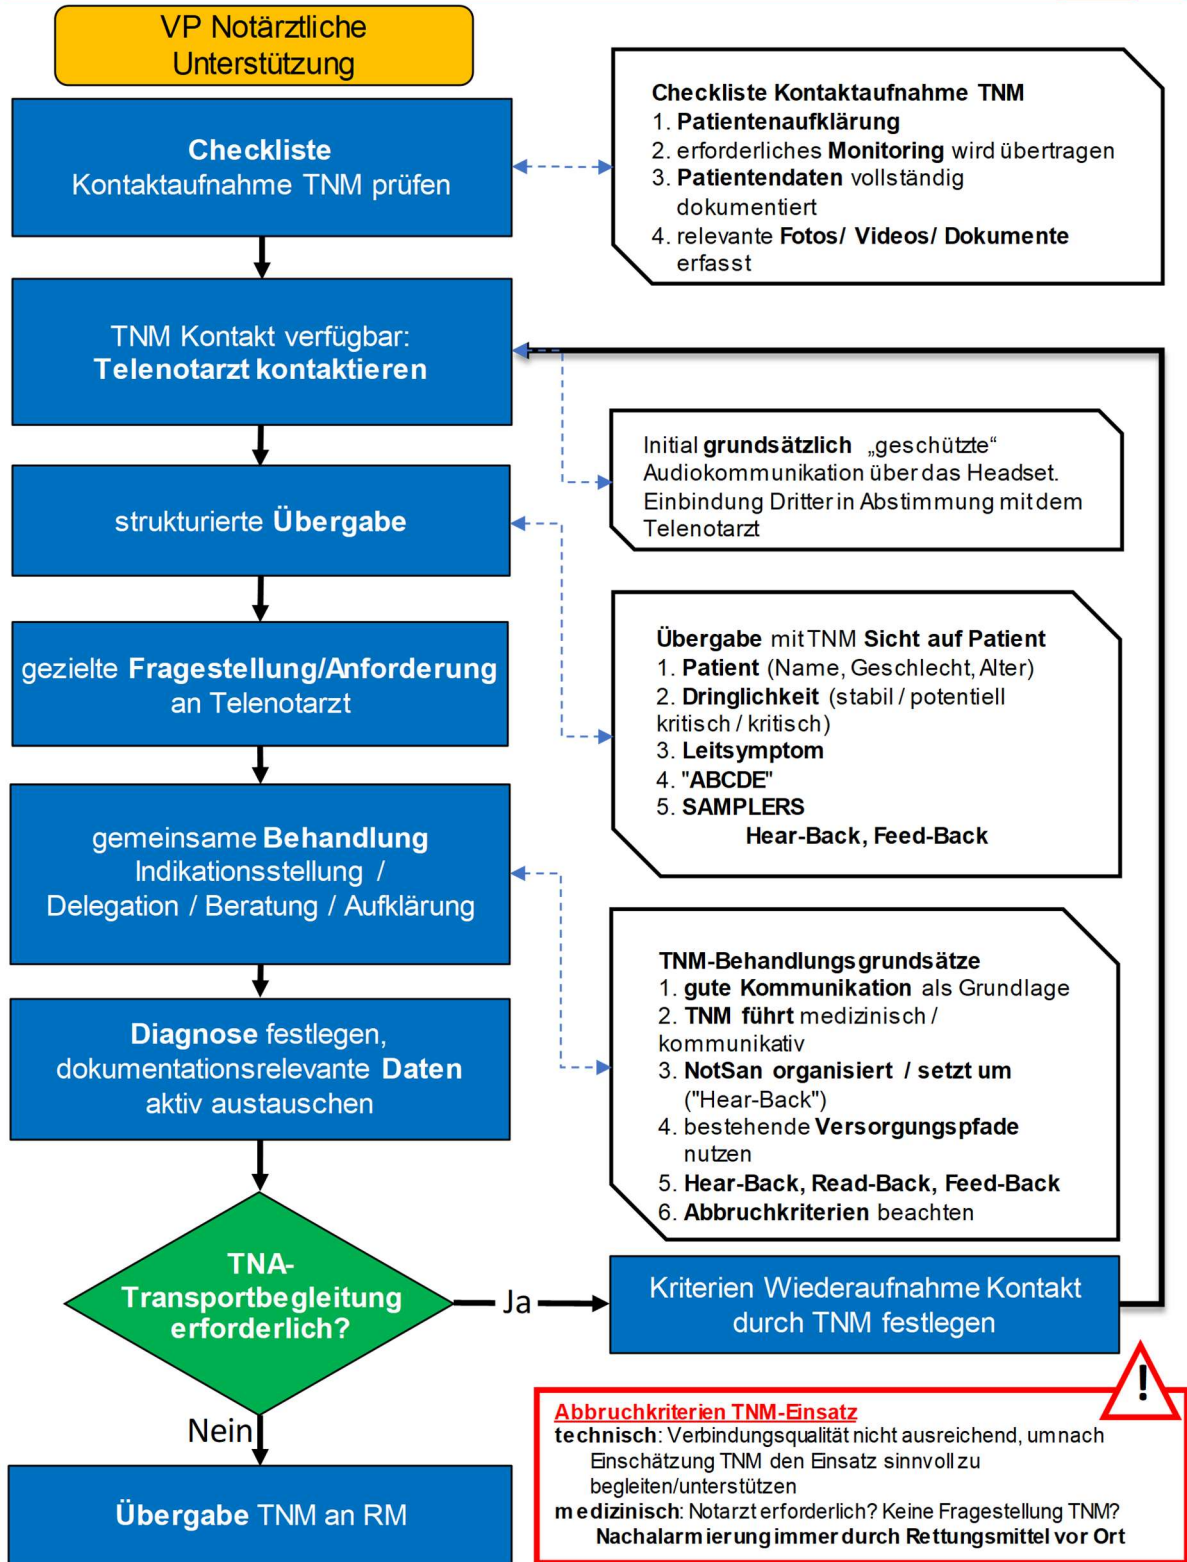 VP Notärztliche
Unterstützung
Checkliste
Kontaktaufnahme TNM prüfen
Checkliste Kontaktaufnahme TNM
1. Patientenaufklärung
2. erforderliches Monitoring wird übertragen
3. Patientendaten vollständig
dokumentiert
4. relevante Fotos/ Videos/ Dokumente
erfasst
TNM Kontakt verfügbar:
Telenotarzt kontaktieren
Initial grundsätzlich „geschützte“
Audiokommunikation über das Headset.
Einbindung Dritter in Abstimmung mit dem
Telenotarzt
strukturierte Übergabe
Übergabe mit TNM Sicht auf Patient
1. Patient (Name, Geschlecht, Alter)
2. Dringlichkeit (stabil / potentiell
kritisch / kritisch)
3. Leitsymptom
4. "ABCDE"
5. SAMPLERS
Hear-Back, Feed-Back
gezielte Fragestellung/Anforderung
an Telenotarzt
gemeinsame Behandlung
Indikationsstellung /
Delegation / Beratung / Aufklärung
TNM-Behandlungsgrundsätze
1. gute Kommunikation als Grundlage
2. TNM führt medizinisch /
kommunikativ
3. NotSan organisiert / setzt um
("Hear-Back")
4. bestehende Versorgungspfade
nutzen
5. Hear-Back, Read-Back, Feed-Back
6. Abbruchkriterien beachten
Diagnose festlegen,
dokumentationsrelevante Daten
aktiv austauschen
TNA-
Transportbegleitung
erforderlich?
Ja
Kriterien Wiederaufnahme Kontakt
durch TNM festlegen
Nein
Übergabe TNM an RM
!
Abbruchkriterien TNM-Einsatz
technisch: Verbindungsqualität nicht ausreichend, um nach
Einschätzung TNM den Einsatz sinnvoll zu
begleiten/unterstützen
medizinisch: Notarzt erforderlich? Keine Fragestellung TNM?
Nachalarmierung immer durch Rettungsmittel vor Ort